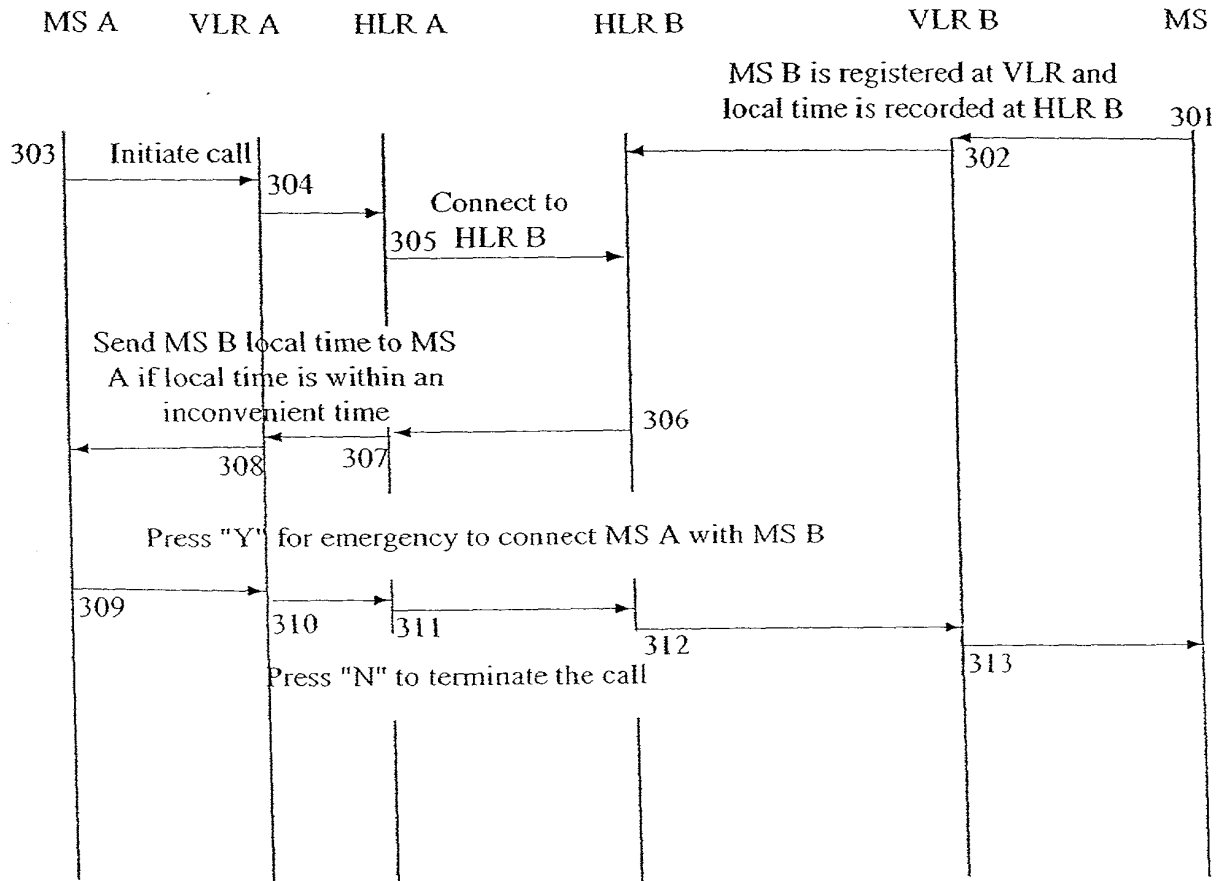 MS A VLR A HLR A HLR B VLR B MS
MS B is registered at VLR and
local time is recorded at HLR B
301
302
303
Initiate call
304
Connect to
305 HLR B
Send MS B local time to MS
A if local time is within an
inconvenient time
306
307
308
Press "Y" for emergency to connect MS A with MS B
309
310
311
312
313
Press "N" to terminate the call